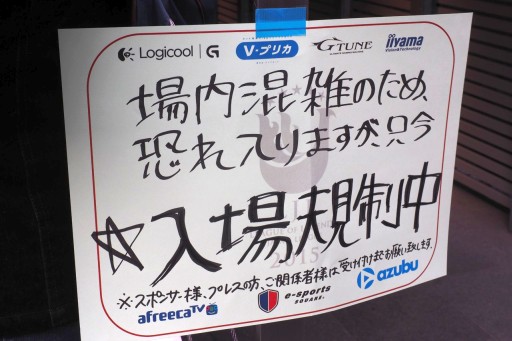 Logicool G V・プリカ G TUNE iiyama
場内混雑のため、
恐れ入りますが、只今
☆入場規制中
2015
※スポンサー様、プレスの方、ご関係者様は受け付けまでお願い致します。
afreecaTV e-sports SQUARE. azubu